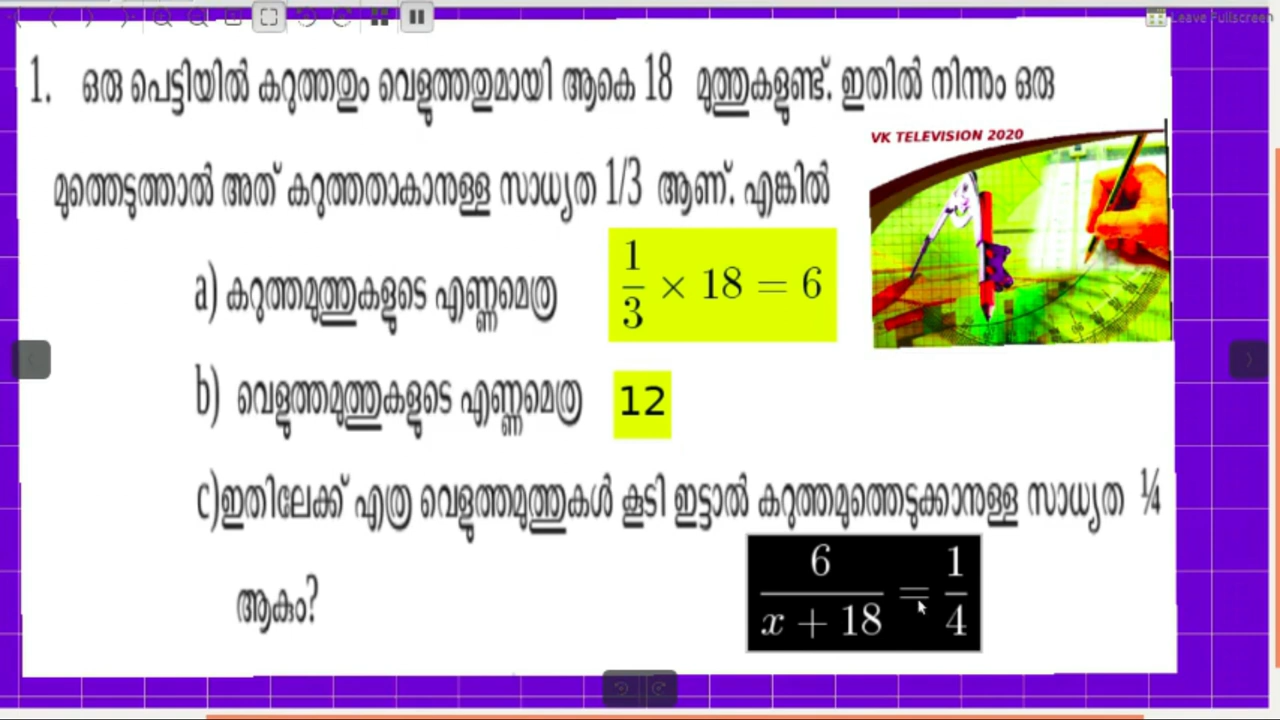 Leave Fullscreen
1. ഒരു പെട്ടിയിൽ കറുത്തതും വെളുത്തതുമായി ആകെ 18 മുത്തുകളുണ്ട്. ഇതിൽ നിന്നും ഒരു
VK TELEVISION 2020
മുത്തെടുത്താൽ അത് കറുത്തതാകാനുള്ള സാധ്യത 1/3 ആണ്. എങ്കിൽ
a) കറുത്തമുത്തുകളുടെ എണ്ണമെത്ര 1/3 × 18 = 6
b) വെളുത്തമുത്തുകളുടെ എണ്ണമെത്ര 12
c)ഇതിലേക്ക് എത്ര വെളുത്തമുത്തുകൾ കൂടി ഇട്ടാൽ കറുത്തമുത്തെടുക്കാനുള്ള സാധ്യത ¼
ആകും? 6/(x + 18) = 1/4